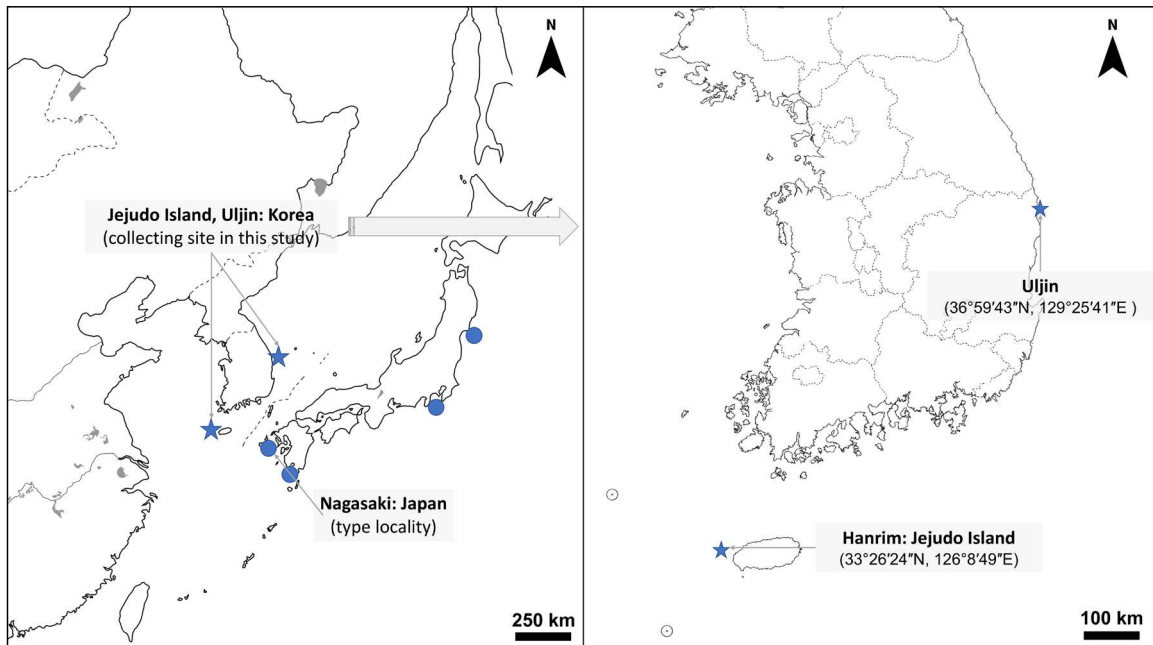 N
Jejudo Island, Uljin: Korea
(collecting site in this study)
Nagasaki: Japan
(type locality)
250 km
N
Uljin
(36°59′43″N, 129°25′41″E )
Hanrim: Jejudo Island
(33°26′24″N, 126°8′49″E)
100 km